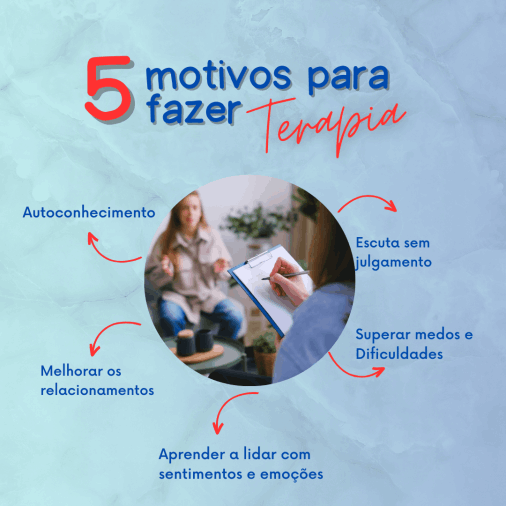 5 motivos para
fazer Terapia
Autoconhecimento
Escuta sem
julgamento
Superar medos e
Dificuldades
Melhorar os
relacionamentos
Aprender a lidar com
sentimentos e emoções